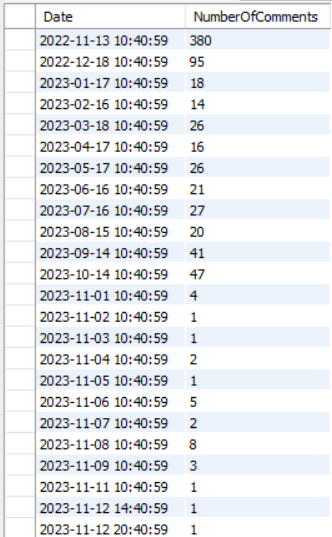 Date NumberOfComments
2022-11-13 10:40:59 380
2022-12-18 10:40:59 95
2023-01-17 10:40:59 18
2023-02-16 10:40:59 14
2023-03-18 10:40:59 26
2023-04-17 10:40:59 16
2023-05-17 10:40:59 26
2023-06-16 10:40:59 21
2023-07-16 10:40:59 27
2023-08-15 10:40:59 20
2023-09-14 10:40:59 41
2023-10-14 10:40:59 47
2023-11-01 10:40:59 4
2023-11-02 10:40:59 1
2023-11-03 10:40:59 1
2023-11-04 10:40:59 2
2023-11-05 10:40:59 1
2023-11-06 10:40:59 5
2023-11-07 10:40:59 2
2023-11-08 10:40:59 8
2023-11-09 10:40:59 3
2023-11-11 10:40:59 1
2023-11-12 14:40:59 1
2023-11-12 20:40:59 1